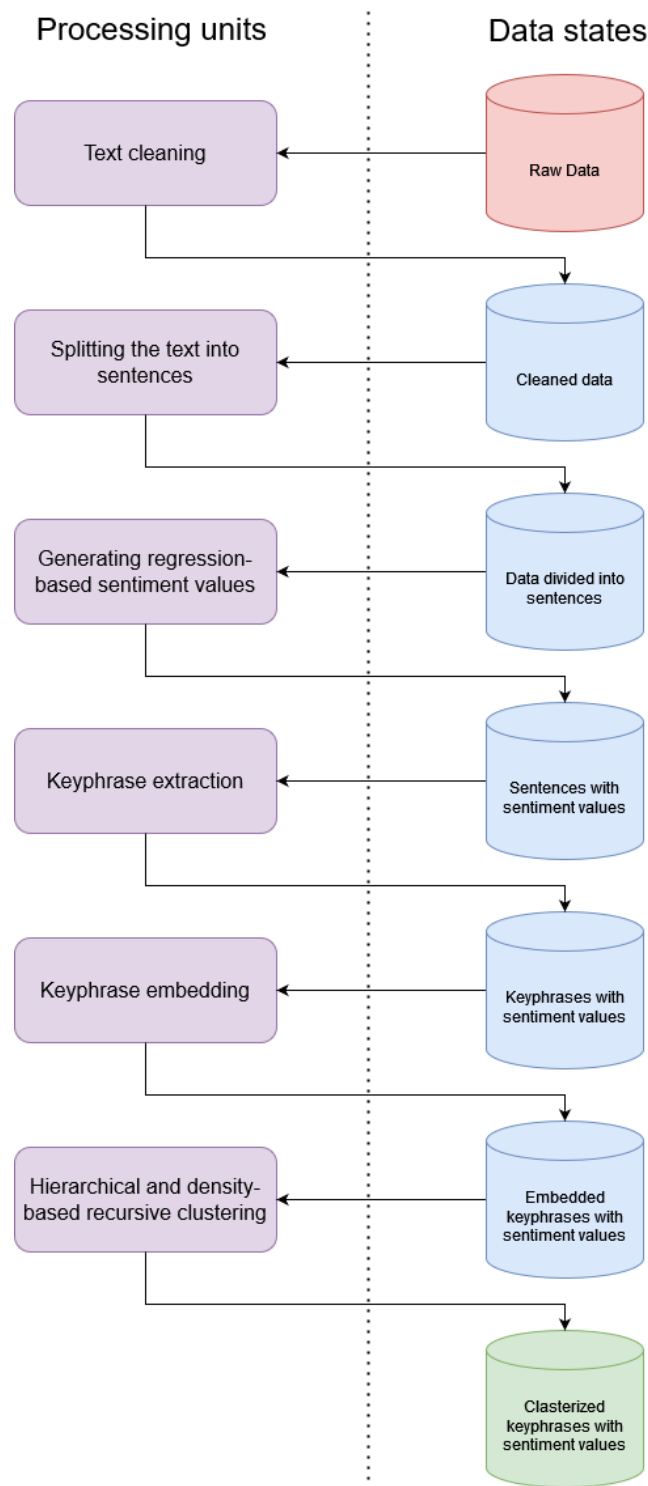 Processing units
Data states
Text cleaning
Raw Data
Splitting the text into
sentences
Cleaned data
Generating regression-
based sentiment values
Data divided into
sentences
Keyphrase extraction
Sentences with
sentiment values
Keyphrase embedding
Keyphrases with
sentiment values
Hierarchical and density-
based recursive clustering
Embedded
keyphrases with
sentiment values
Clasterized
keyphrases with
sentiment values